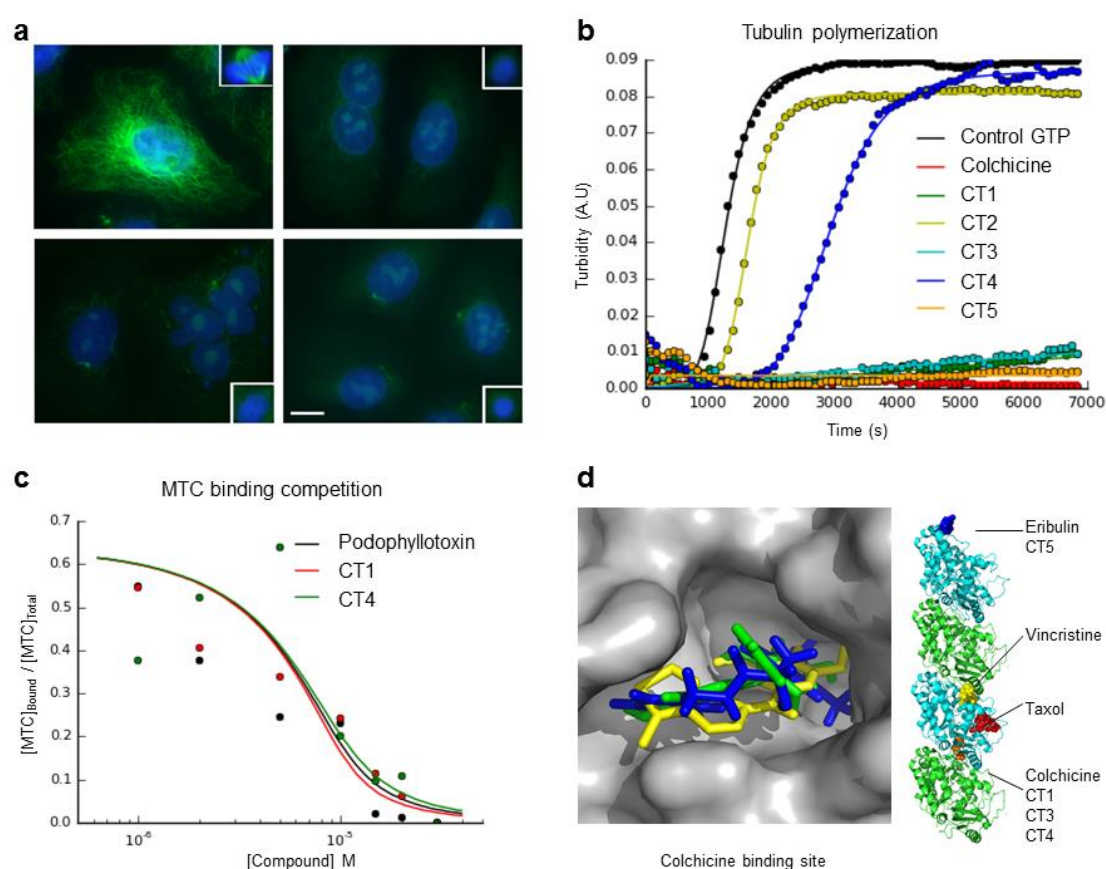 a
b
Tubulin polymerization
0.09
0.08
0.07
0.06
0.05
0.04
0.03
0.02
0.01
0.00
Turbidity (A.U)
Control GTP
Colchicine
CT1
CT2
CT3
CT4
CT5
0 1000 2000 3000 4000 5000 6000 7000
Time (s)
c
MTC binding competition
0.7
0.6
0.5
0.4
0.3
0.2
0.1
0.0
[MTC]Bound / [MTC]Total
Podophyllotoxin
CT1
CT4
10-6 10-5
[Compound] M
d
Colchicine binding site
Eribulin
CT5
Vincristine
Taxol
Colchicine
CT1
CT3
CT4